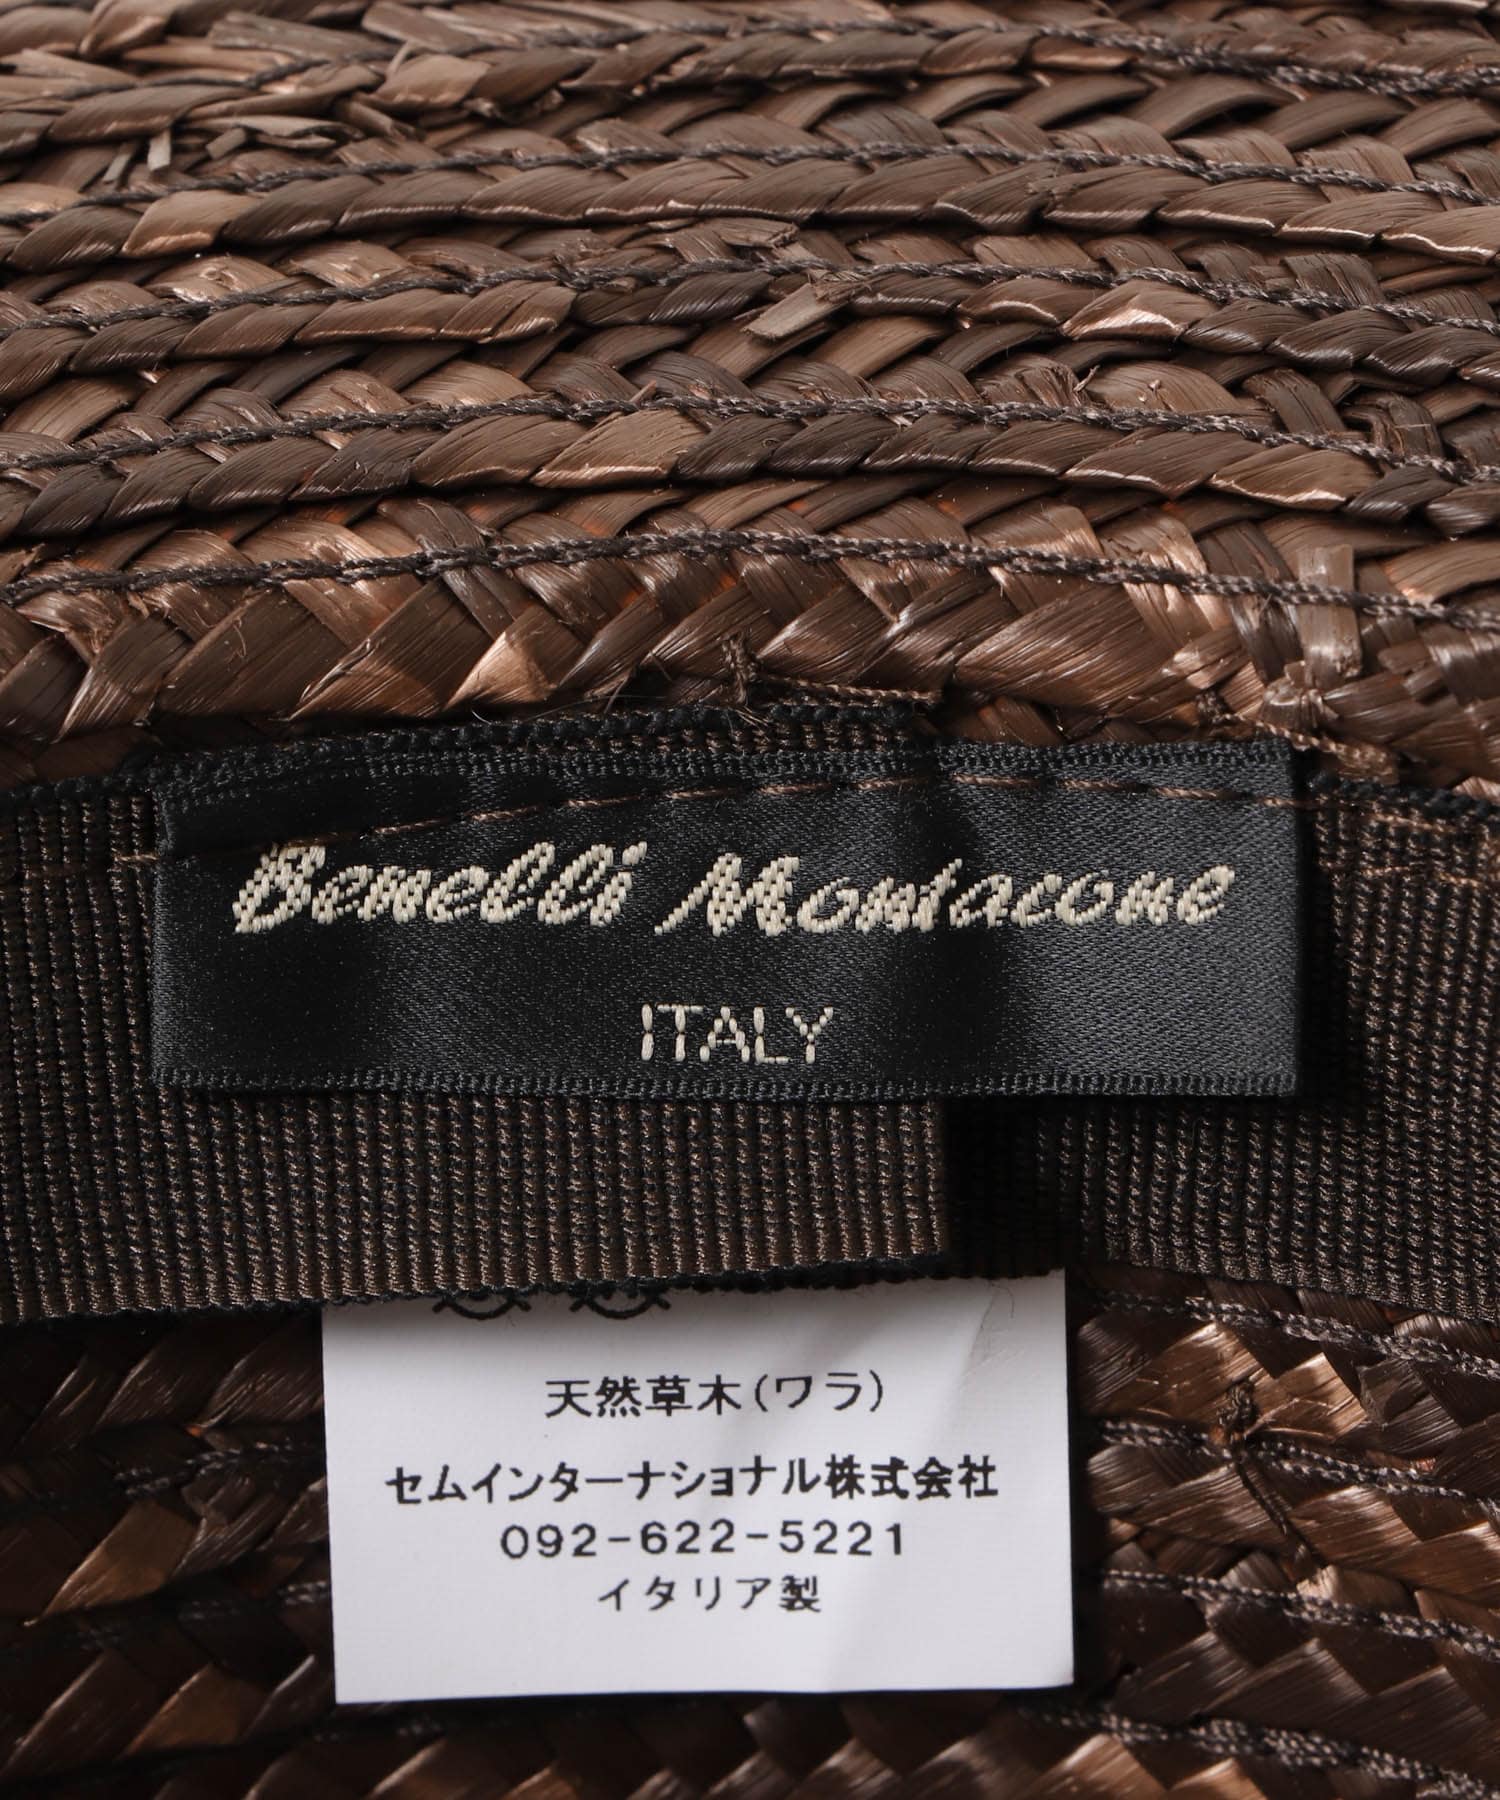 Benelli Montacone
ITALY
天然草木(ワラ)
セムインターナショナル株式会社
092-622-5221
イタリア製